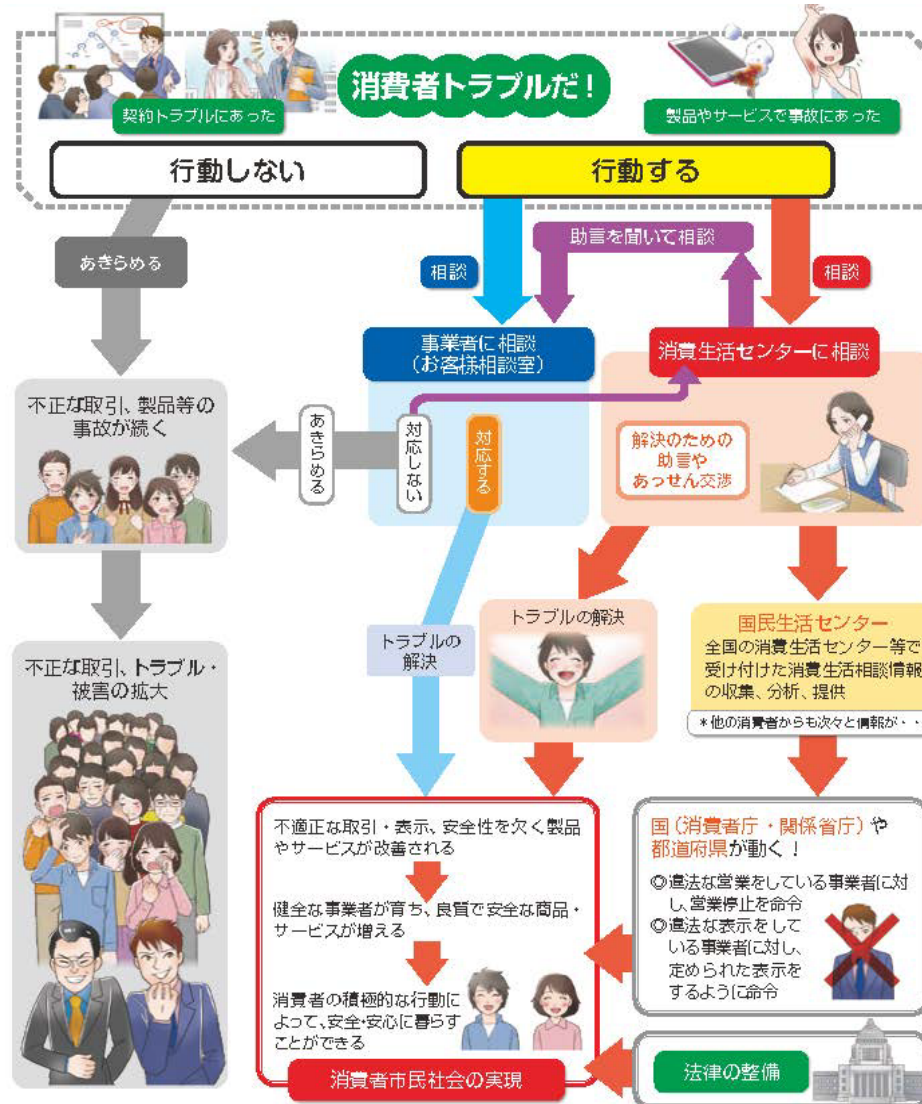 消費者トラブルだ！
契約トラブルにあった
製品やサービスで事故にあった
行動しない
行動する
あきらめる
相談
助言を聞いて相談
相談
事業者に相談
（お客様相談室）
消費生活センターに相談
不正な取引、製品等の
事故が続く
あきらめる
対応しない
対応する
解決のための
助言や
あっせん交渉
トラブルの
解決
トラブルの解決
国民生活センター
全国の消費生活センター等で
受け付けた消費生活相談情報
の収集、分析、提供
＊他の消費者からも次々と情報が・・
不正な取引、トラブル・
被害の拡大
不適正な取引・表示、安全性を欠く製品
やサービスが改善される
健全な事業者が育ち、良質で安全な商品・
サービスが増える
消費者の積極的な行動に
よって、安全・安心に暮らす
ことができる
消費者市民社会の実現
国（消費者庁・関係省庁）や
都道府県が動く！
◎違法な営業をしている事業者に対
し、営業停止を命令
◎違法な表示をして
いる事業者に対し、
定められた表示を
するように命令
法律の整備